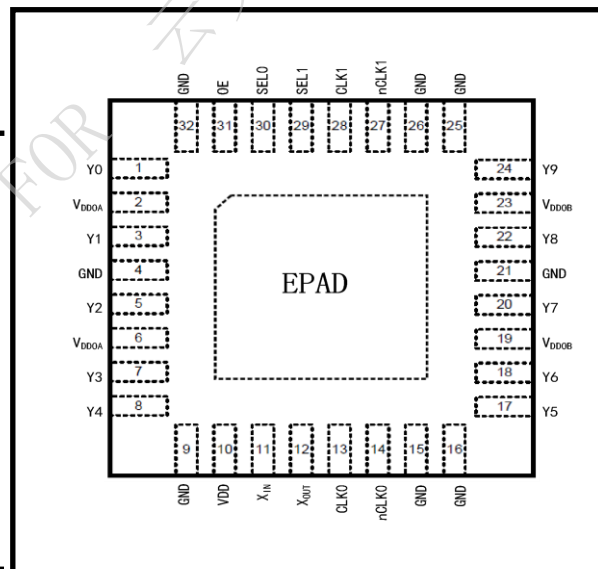 云
FOR
GND OE SEL0 SEL1 CLK1 nCLK1 GND GND
32 31 30 29 28 27 26 25
Y0 1 24 Y9
VDDOA 2 23 VDDOB
Y1 3 22 Y8
GND 4 21 GND
EPAD
Y2 5 20 Y7
VDDOA 6 19 VDDOB
Y3 7 18 Y6
Y4 8 17 Y5
9 10 11 12 13 14 15 16
GND VDD XIN XOUT CLK0 nCLK0 GND GND